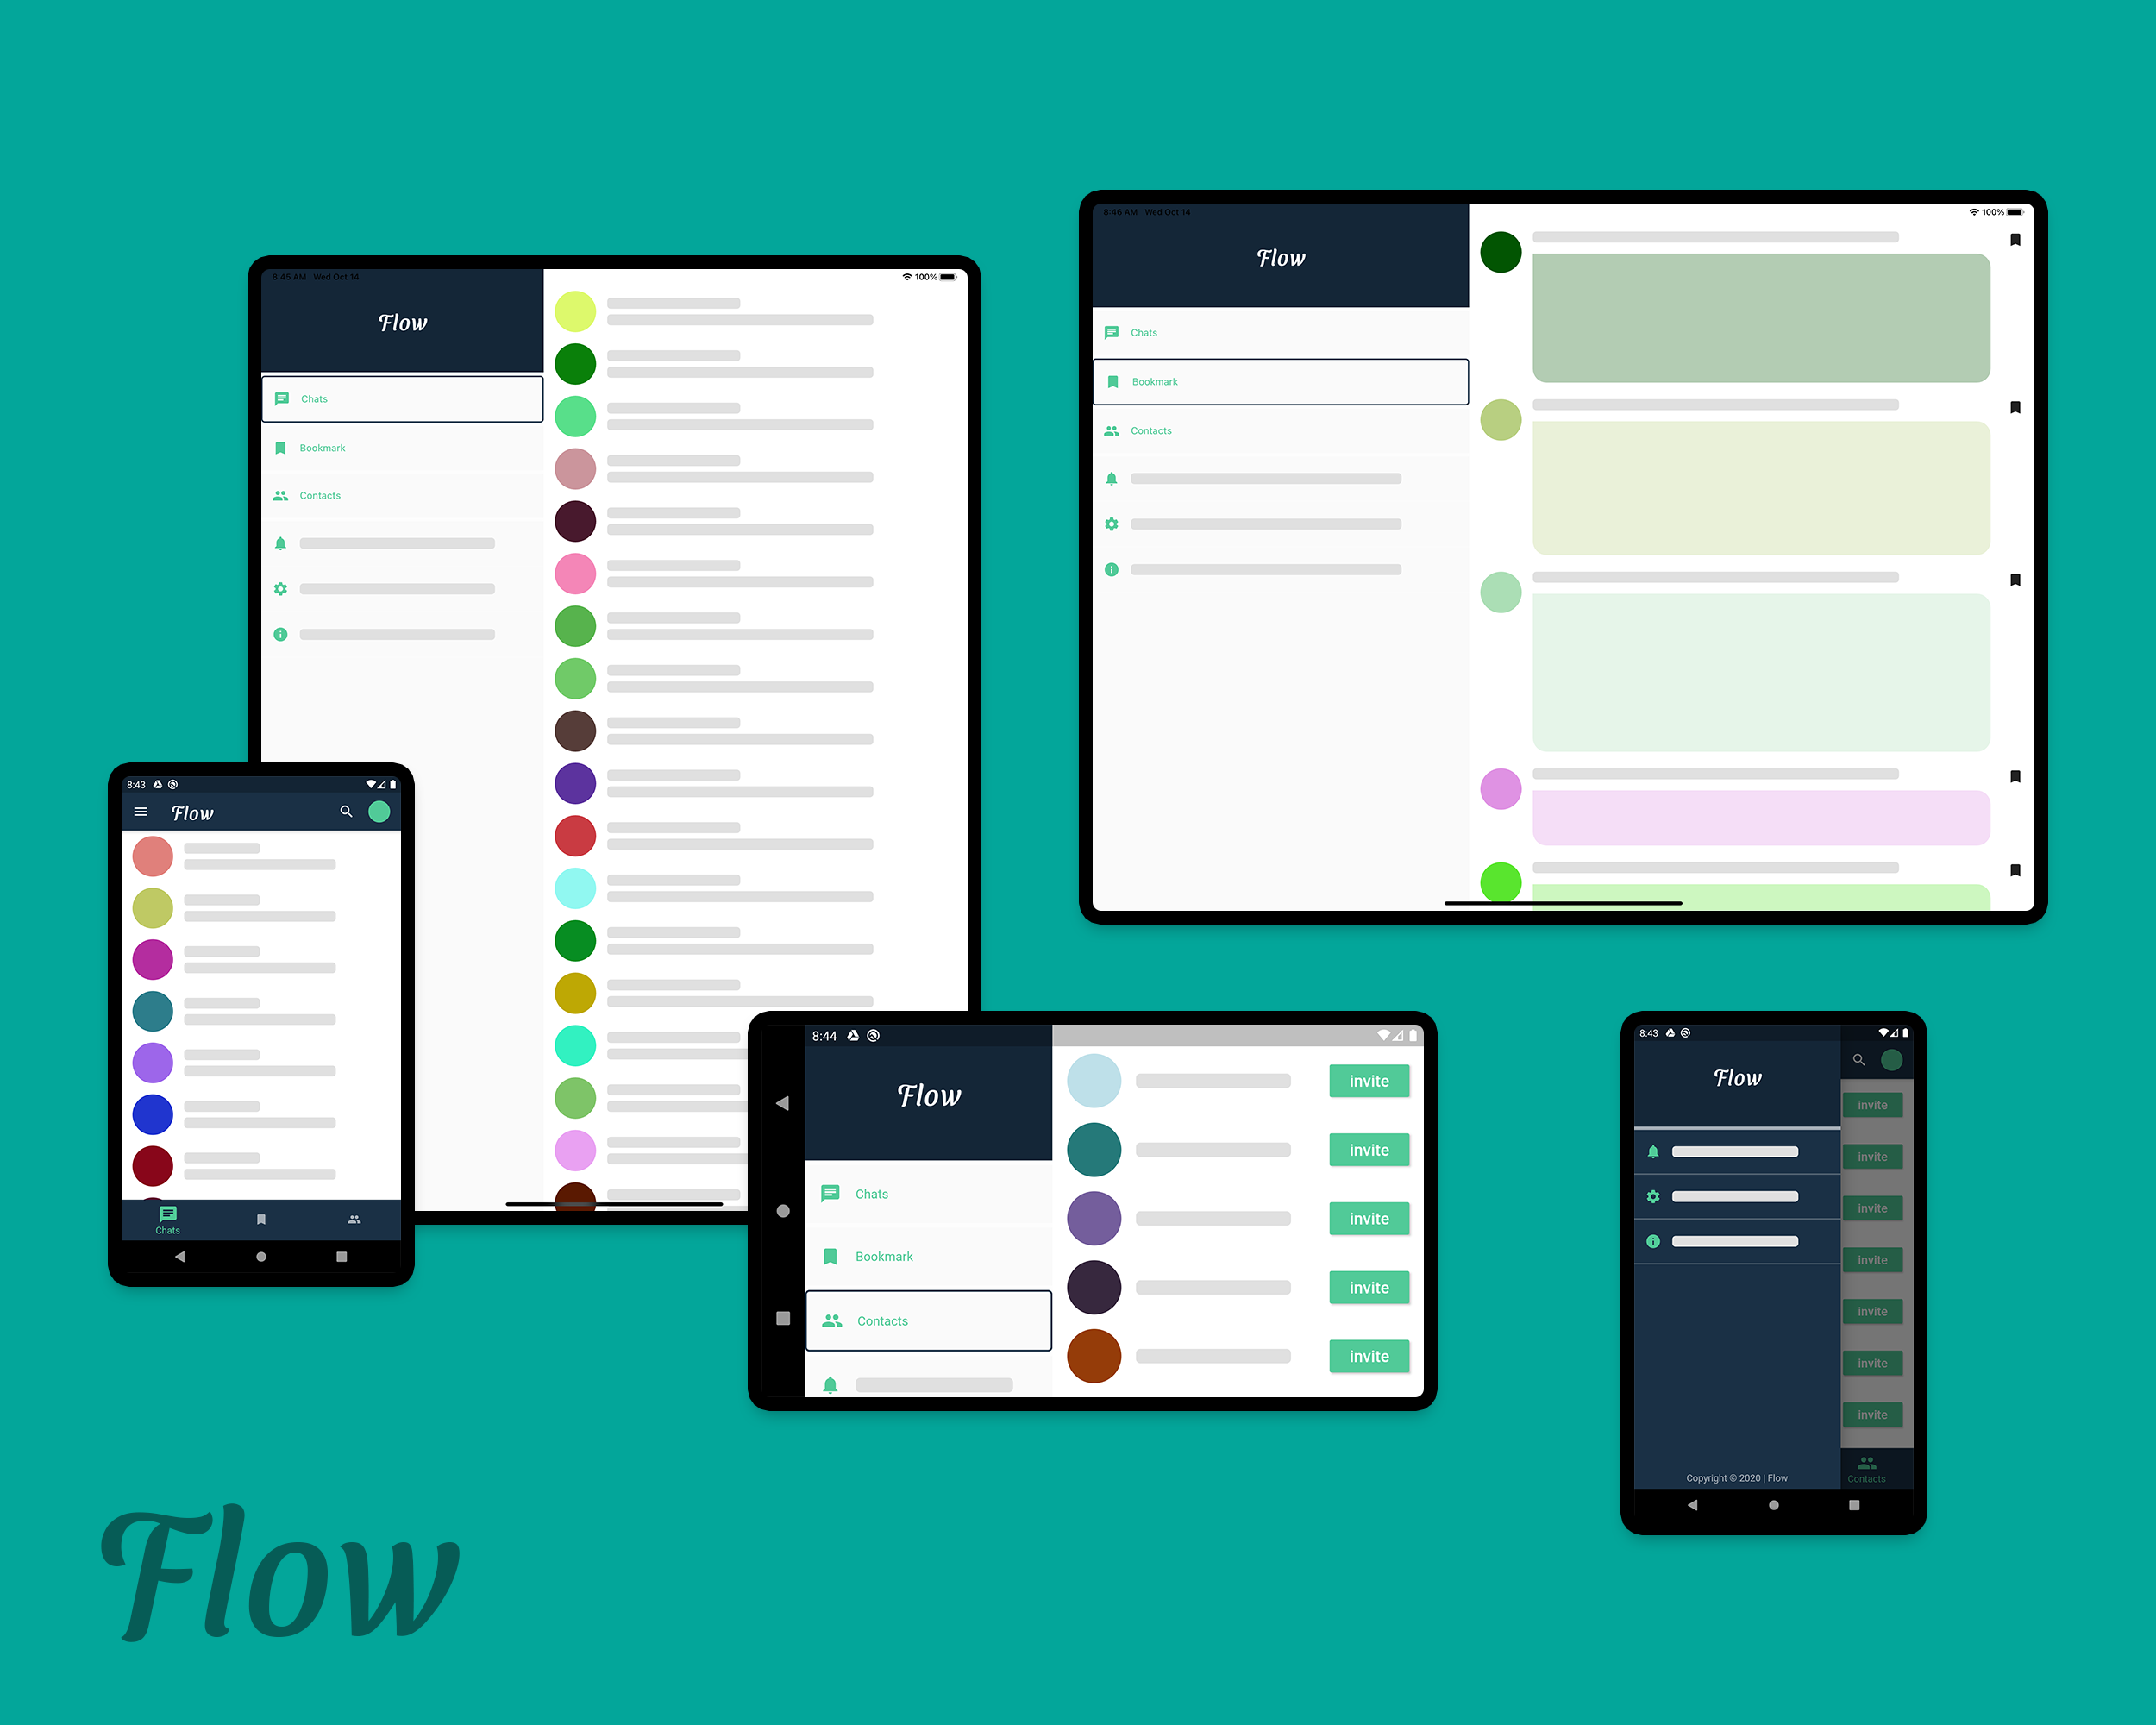 8:45 AM Wed Oct 14
100%
Flow
Chats
Bookmark
Contacts
8:46 AM Wed Oct 14
100%
Flow
Chats
Bookmark
Contacts
8:43
Flow
Chats
8:44
Flow
Chats
Bookmark
Contacts
invite
invite
invite
invite
invite
8:43
Flow
invite
invite
invite
invite
invite
invite
invite
Copyright © 2020 | Flow
Contacts
Flow